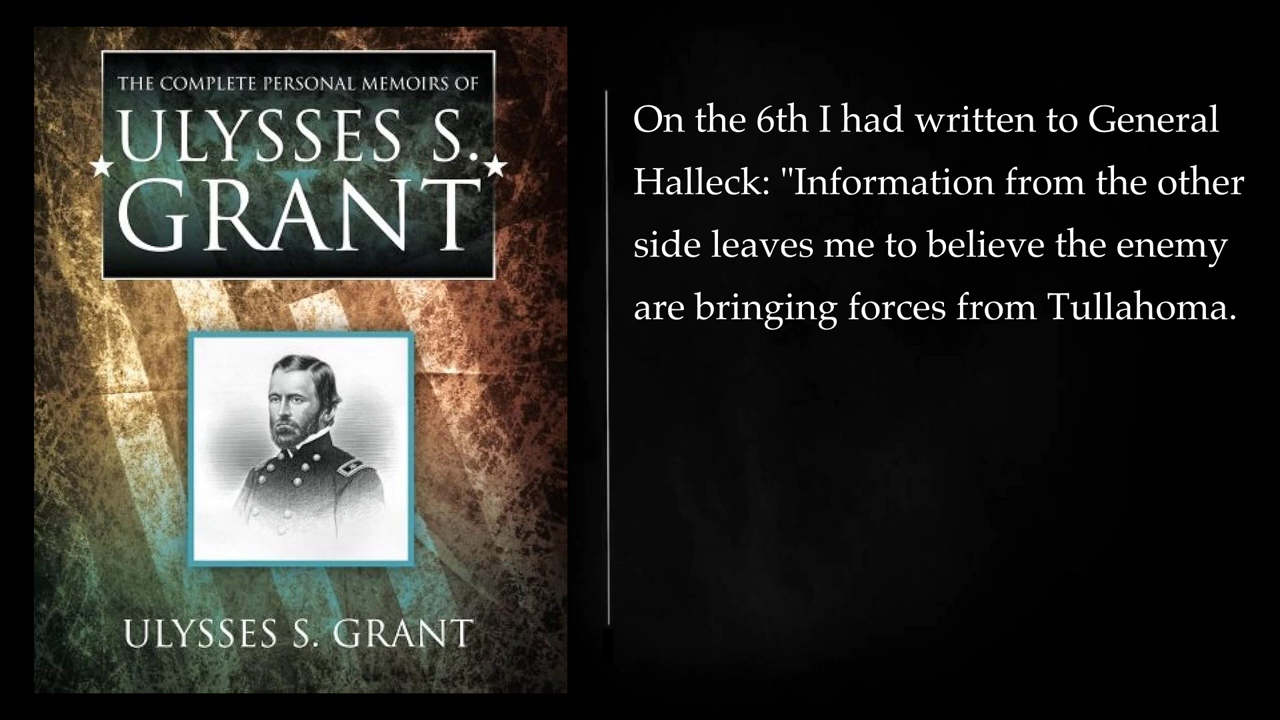 THE COMPLETE PERSONAL MEMOIRS OF
ULYSSES S.
GRANT
ULYSSES S. GRANT
On the 6th I had written to General
Halleck: "Information from the other
side leaves me to believe the enemy
are bringing forces from Tullahoma.